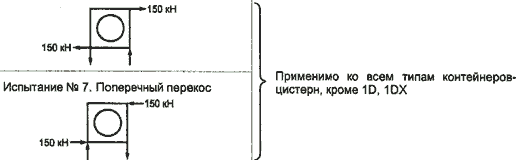 150 кН
150 кН
Испытание № 7. Поперечный перекос
150 кН
150 кН
Применимо ко всем типам контейнеров-
цистерн, кроме 1D, 1DX